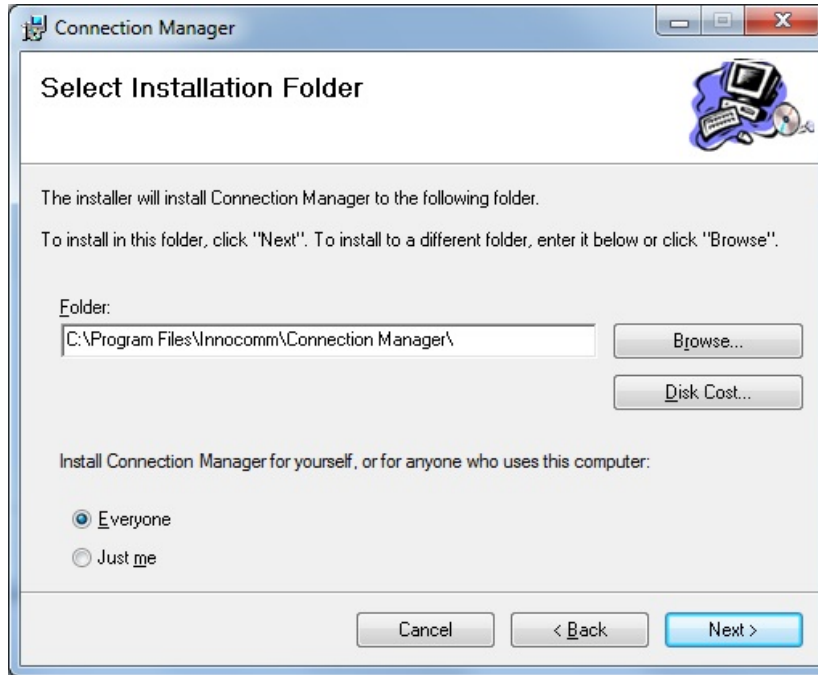 Connection Manager
Select Installation Folder
The installer will install Connection Manager to the following folder.
To install in this folder, click "Next". To install to a different folder, enter it below or click "Browse".
Folder:
C:\Program Files\Innocomm\Connection Manager\
Browse...
Disk Cost...
Install Connection Manager for yourself, or for anyone who uses this computer:
Everyone
Just me
Cancel
< Back
Next >